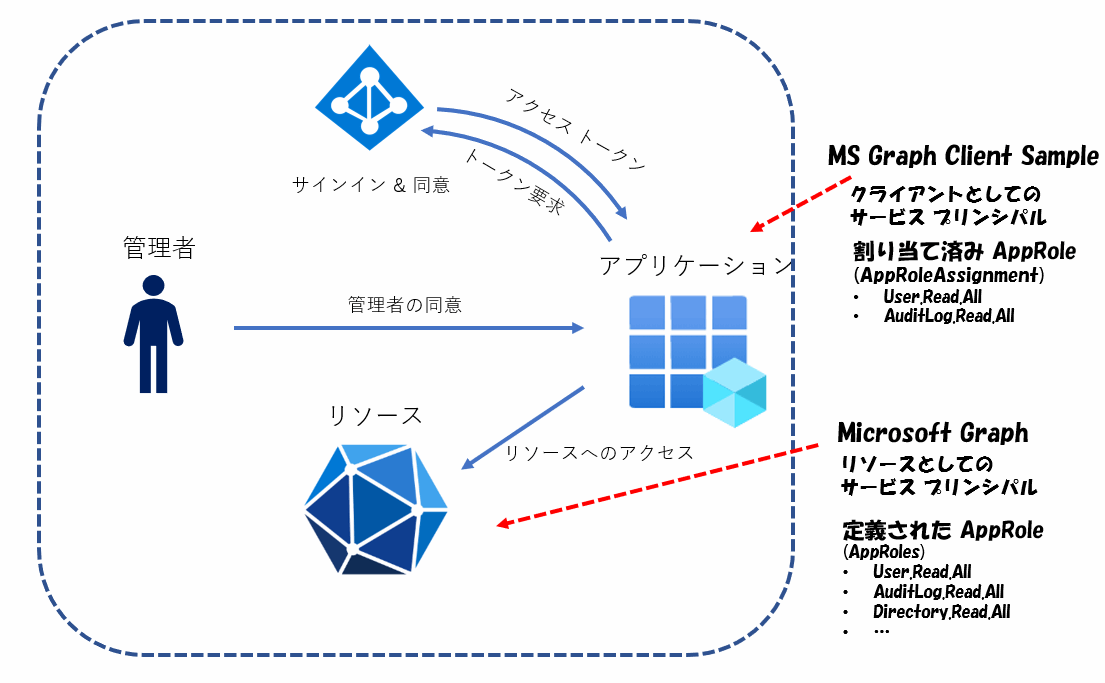 アクセス トークン
トークン要求
サインイン & 同意
管理者
管理者の同意
アプリケーション
リソース
リソースへのアクセス
MS Graph Client Sample
クライアントとしての
サービス プリンシパル
割り当て済み AppRole
(AppRoleAssignment)
• User.Read.All
• AuditLog.Read.All
Microsoft Graph
リソースとしての
サービス プリンシパル
定義された AppRole
(AppRoles)
• User.Read.All
• AuditLog.Read.All
• Directory.Read.All
• …